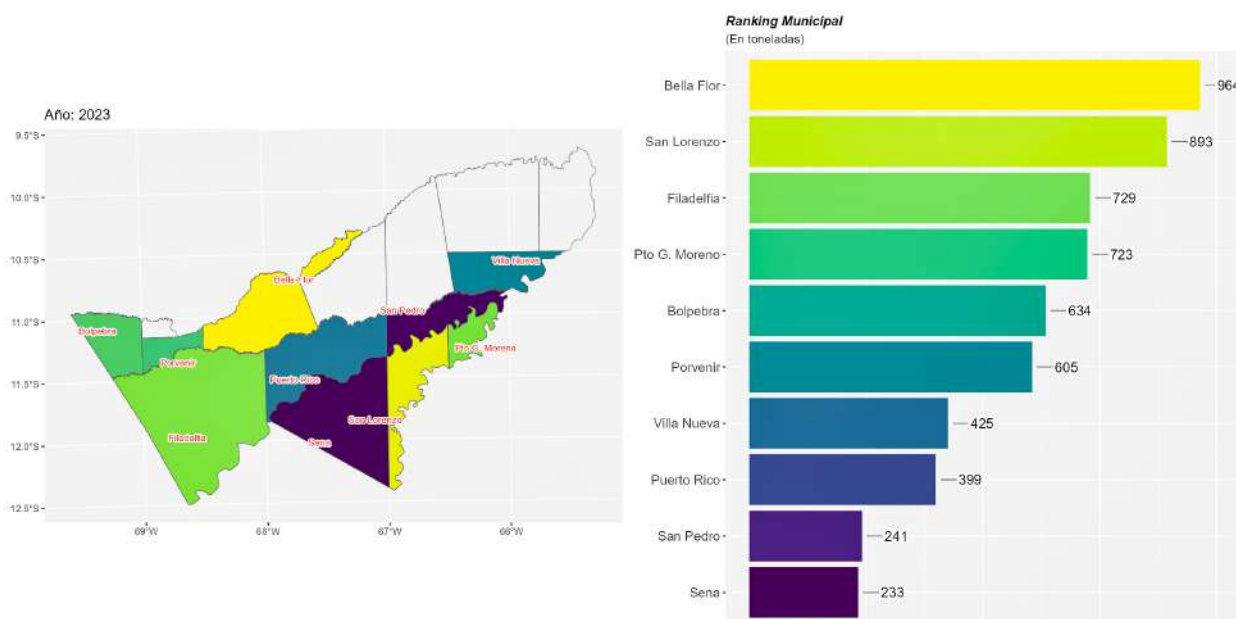 Año: 2023
9.5°S
10.0°S
10.5°S
11.0°S
11.5°S
12.0°S
12.5°S
69°W
68°W
67°W
66°W
Villa Nueva
Bella Flor
San Pedro
Bolpebra
Porvenir
Pto G. Moreno
Puerto Rico
San Lorenzo
Filadelfia
Sena
Ranking Municipal
(En toneladas)
Bella Flor 964
San Lorenzo 893
Filadelfia 729
Pto G. Moreno 723
Bolpebra 634
Porvenir 605
Villa Nueva 425
Puerto Rico 399
San Pedro 241
Sena 233